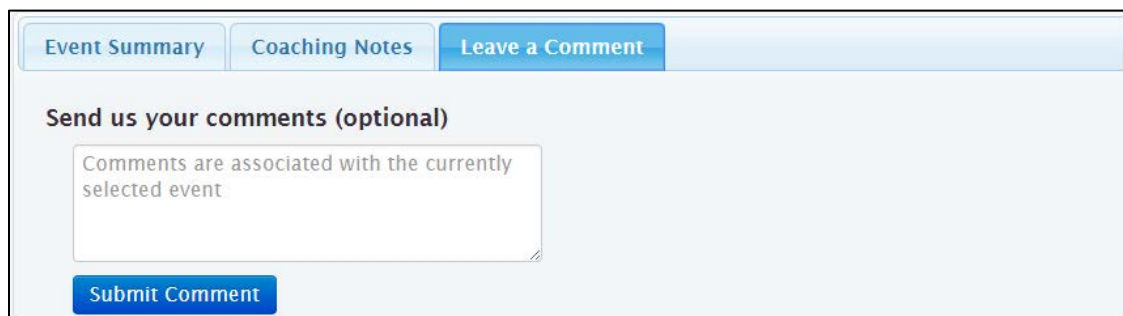 Event Summary Coaching Notes Leave a Comment
Send us your comments (optional)
Comments are associated with the currently
selected event
Submit Comment